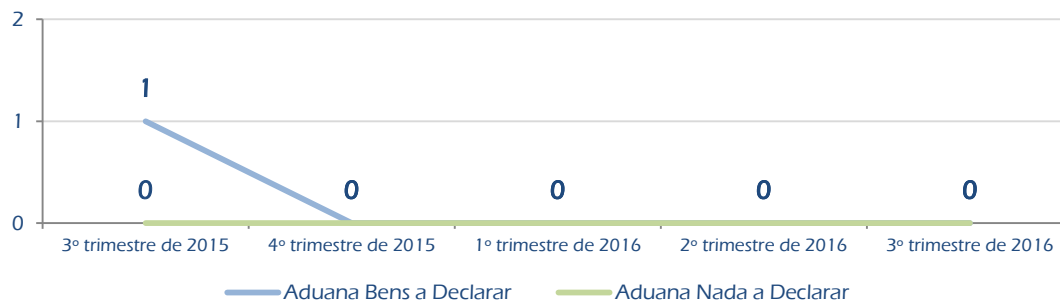 2
1
1
0 0 0 0 0
0
3º trimestre de 2015 4º trimestre de 2015 1º trimestre de 2016 2º trimestre de 2016 3º trimestre de 2016
Aduana Bens a Declarar Aduana Nada a Declarar